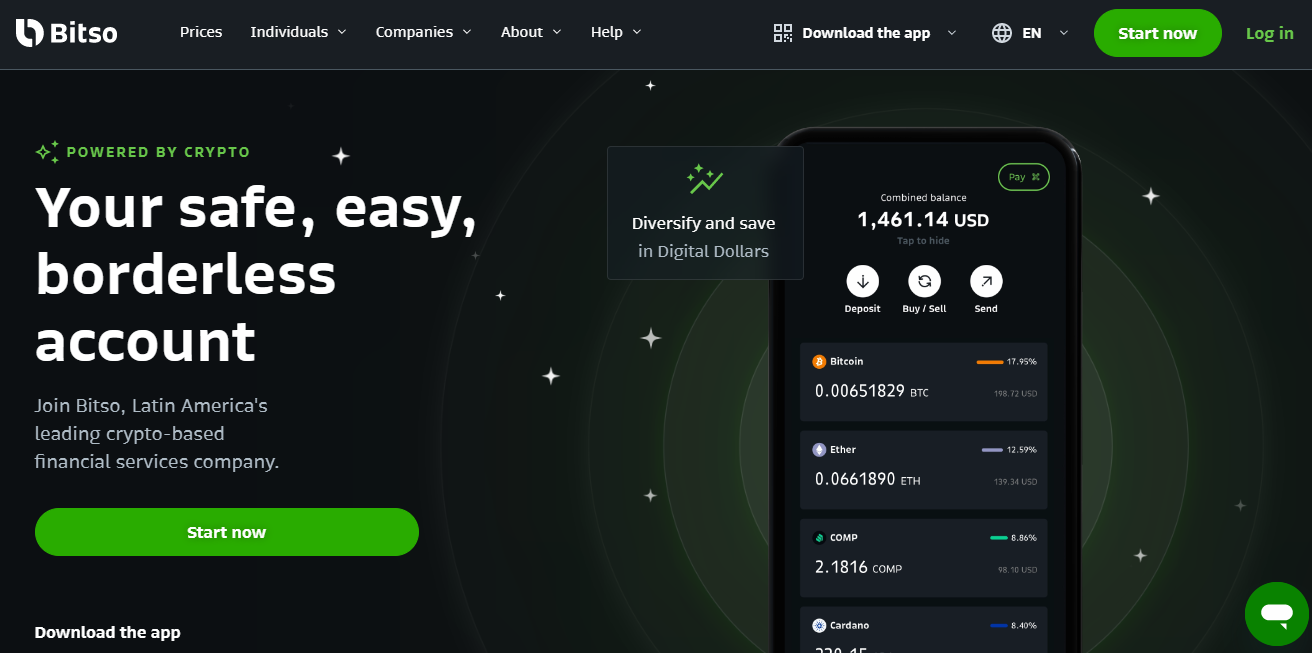 Bitso
Prices
Individuals
Companies
About
Help
Download the app
EN
Start now
Log in
POWERED BY CRYPTO
Your safe, easy,
borderless
account
Join Bitso, Latin America's
leading crypto-based
financial services company.
Start now
Download the app
Diversify and save
in Digital Dollars
Pay
Combined balance
1,461.14 USD
Tap to hide
Deposit
Buy / Sell
Send
Bitcoin
17.95%
0.00651829 BTC
198.72 USD
Ether
12.59%
0.0661890 ETH
139.34 USD
COMP
8.86%
2.1816 COMP
98.10 USD
Cardano
8.40%